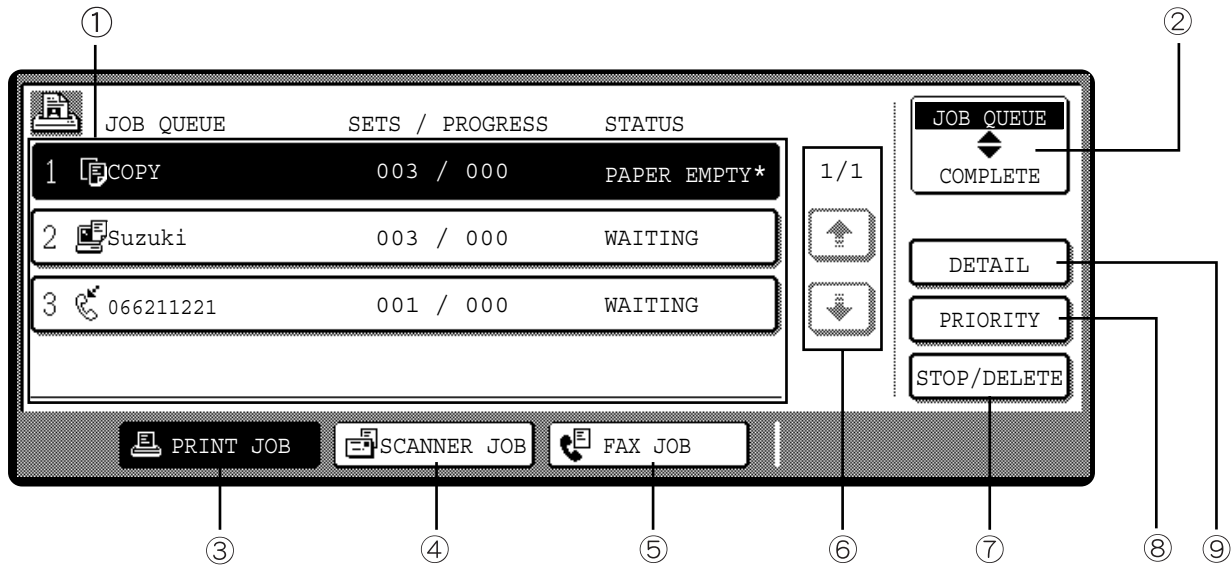 ① ②
JOB QUEUE SETS / PROGRESS STATUS
1 COPY 003 / 000 PAPER EMPTY*
2 Suzuki 003 / 000 WAITING
3 066211221 001 / 000 WAITING
1/1
JOB QUEUE
COMPLETE
DETAIL
PRIORITY
STOP/DELETE
PRINT JOB SCANNER JOB FAX JOB
③ ④ ⑤ ⑥ ⑦ ⑧ ⑨